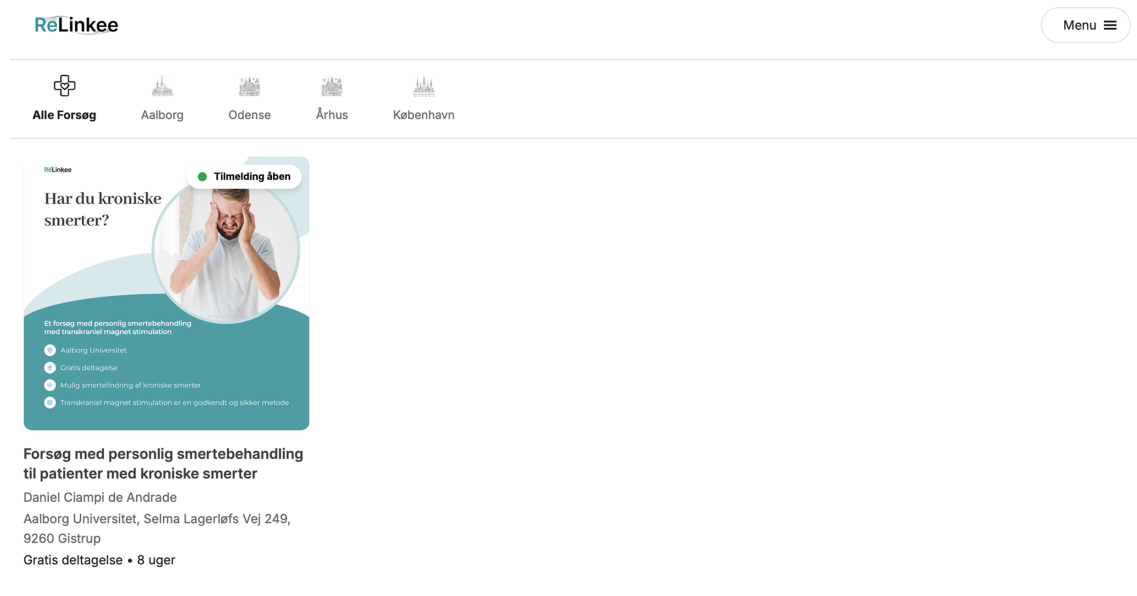 ReLinkee
Menu
Alle Forsøg
Aalborg
Odense
Århus
København
ReLinkee
Tilmelding åben
Har du kroniske
smerter?
Et forsøg med personlig smertebehandling
med transkraniel magnet stimulation
Aalborg Universitet
Gratis deltagelse
Mulig smertelindring af kroniske smerter
Transkraniel magnet stimulation er en godkendt og sikker metode
Forsøg med personlig smertebehandling
til patienter med kroniske smerter
Daniel Ciampi de Andrade
Aalborg Universitet, Selma Lagerløfs Vej 249,
9260 Gistrup
Gratis deltagelse • 8 uger